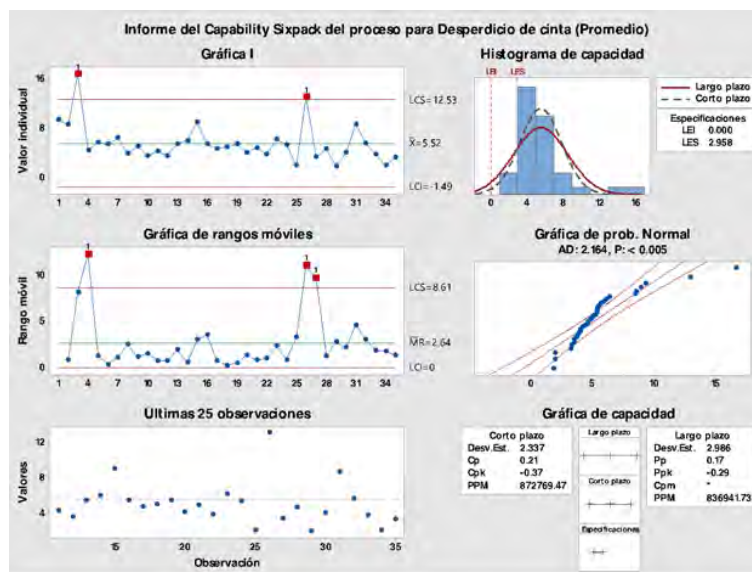 Informe del Capability Sixpack del proceso para Desperdicio de cinta (Promedio)
Gráfica I
Valor individual
16
8
0
1 4 7 10 13 16 19 22 25 28 31 34
1
1
LCS=12.53
X̄=5.52
LCI=-1.49
Histograma de capacidad
LEI LES
0 4 8 12 16
Largo plazo
Corto plazo
Especificaciones
LEI 0.000
LES 2.958
Gráfica de rangos móviles
Rango móvil
10
5
0
1 4 7 10 13 16 19 22 25 28 31 34
1
1
1
LCS=8.61
M̄R̄=2.64
LCI=0
Gráfica de prob. Normal
AD: 2.164, P: < 0.005
0 5 10 15
Ultimas 25 observaciones
Valores
12
8
4
15 20 25 30 35
Observación
Gráfica de capacidad
Corto plazo
Desv.Est. 2.337
Cp 0.21
Cpk -0.37
PPM 872769.47
Largo plazo
Corto plazo
Especificaciones
Largo plazo
Desv.Est. 2.986
Pp 0.17
Ppk -0.29
Cpm *
PPM 836941.73